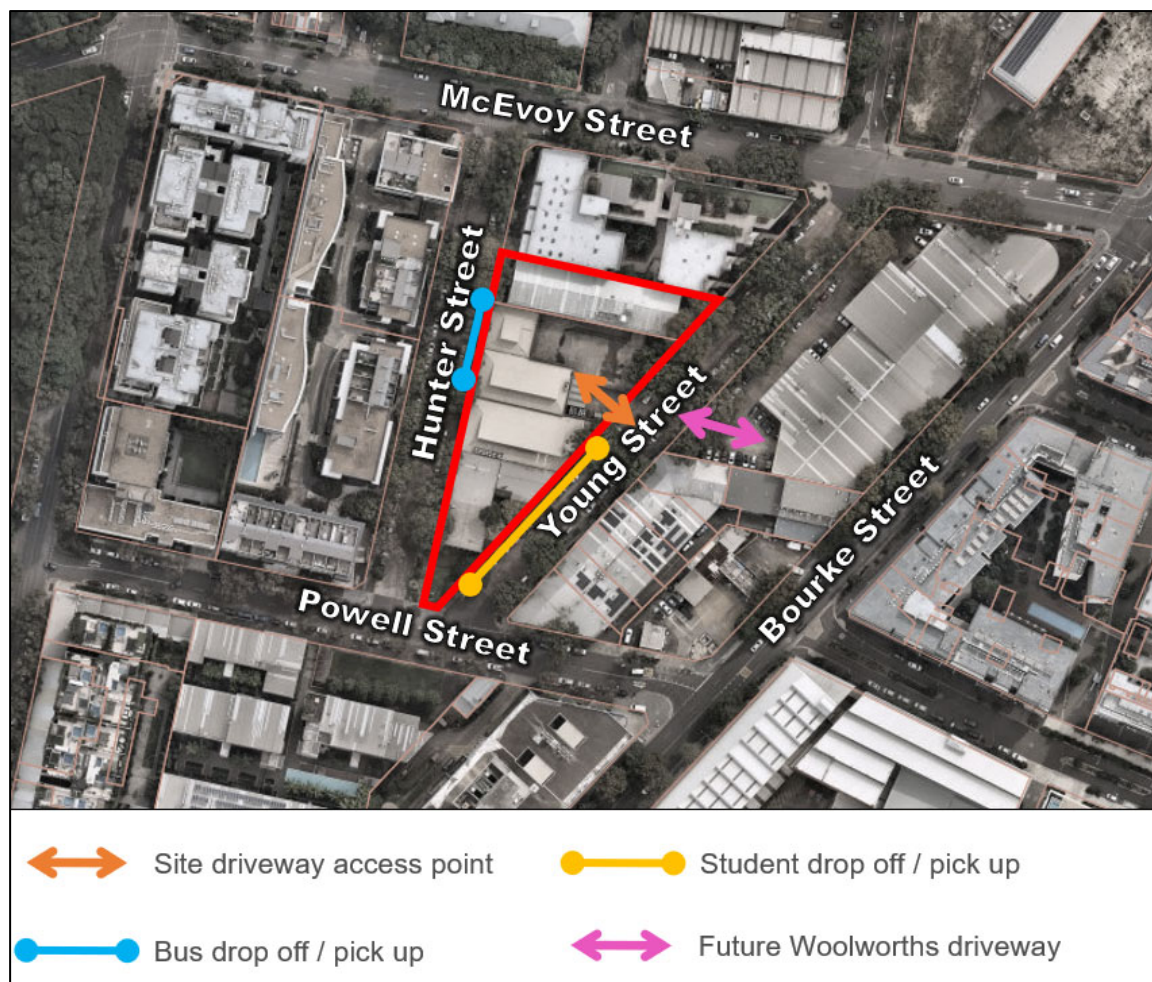 McEvoy Street
Hunter Street
Young Street
Bourke Street
Powell Street
Site driveway access point
Student drop off / pick up
Bus drop off / pick up
Future Woolworths driveway